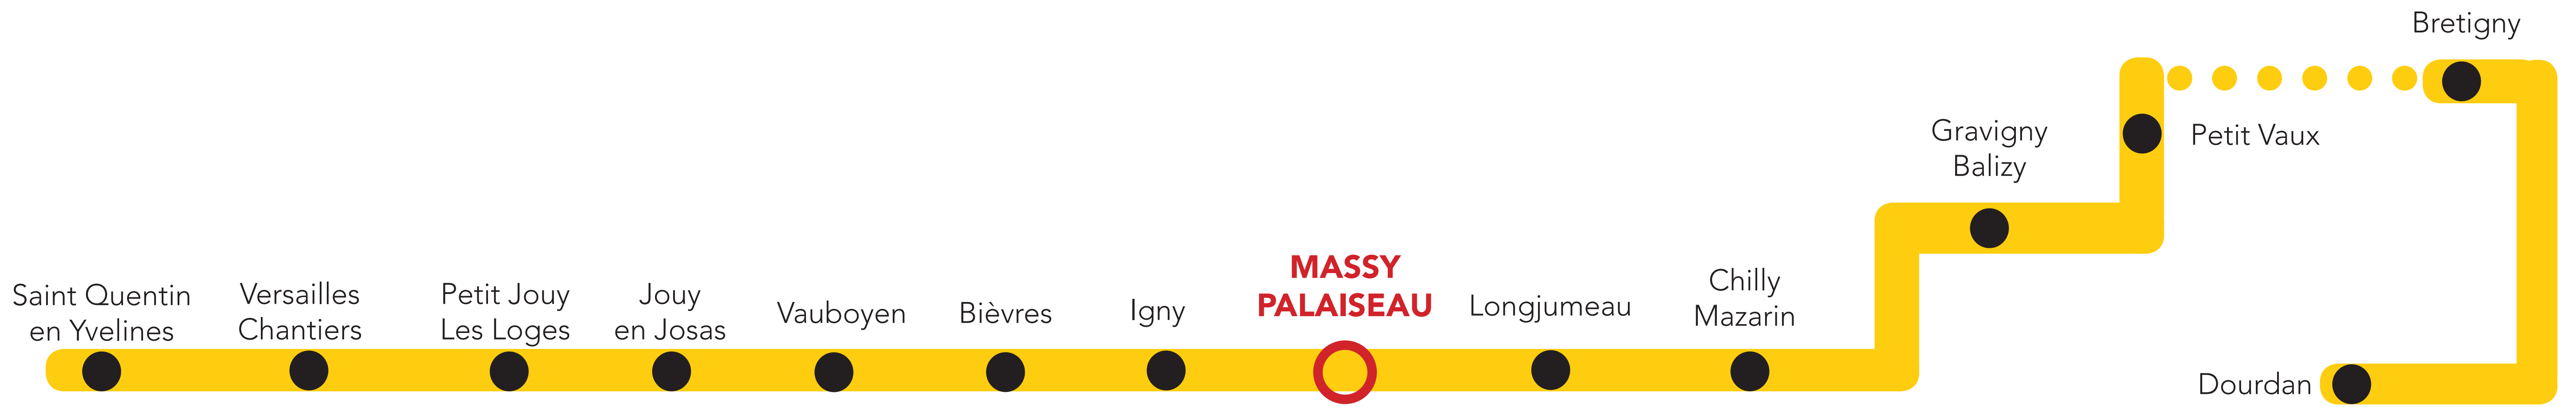 Saint Quentin
en Yvelines
Versailles
Chantiers
Petit Jouy
Les Loges
Jouy
en Josas
Vauboyen
Bièvres
Igny
MASSY
PALAISEAU
Longjumeau
Chilly
Mazarin
Gravigny
Balizy
Petit Vaux
Bretigny
Dourdan